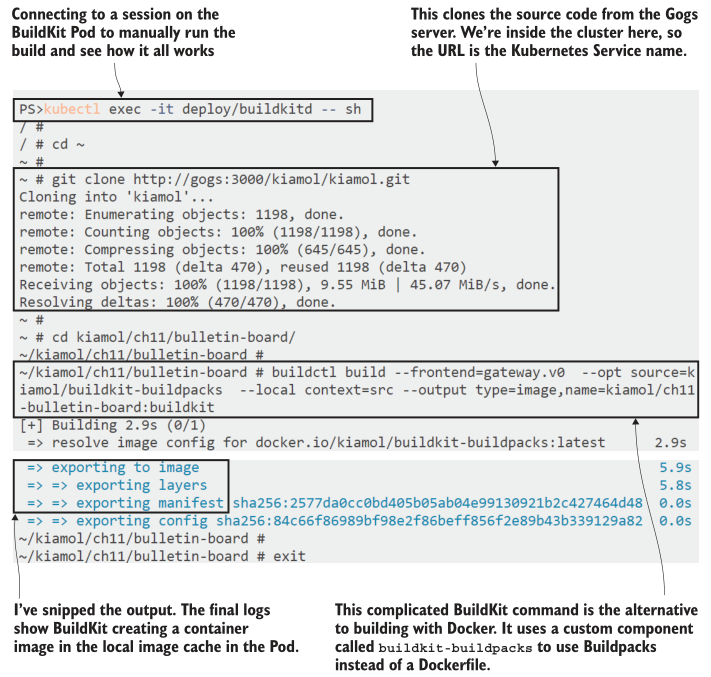 Connecting to a session on the
BuildKit Pod to manually run the
build and see how it all works
This clones the source code from the Gogs
server. We're inside the cluster here, so
the URL is the Kubernetes Service name.
PS>kubectl exec -it deploy/buildkitd -- sh
/ #
/ # cd ~
~ #
~ # git clone http://gogs:3000/kiamol/kiamol.git
Cloning into 'kiamol'...
remote: Enumerating objects: 1198, done.
remote: Counting objects: 100% (1198/1198), done.
remote: Compressing objects: 100% (645/645), done.
remote: Total 1198 (delta 470), reused 1198 (delta 470)
Receiving objects: 100% (1198/1198), 9.55 MiB | 45.07 MiB/s, done.
Resolving deltas: 100% (470/470), done.
~ #
~ # cd kiamol/ch11/bulletin-board/
~/kiamol/ch11/bulletin-board #
~/kiamol/ch11/bulletin-board # buildctl build --frontend=gateway.v0  --opt source=k
iamol/buildkit-buildpacks  --local context=src --output type=image,name=kiamol/ch11
-bulletin-board:buildkit
[+] Building 2.9s (0/1)
=> resolve image config for docker.io/kiamol/buildkit-buildpacks:latest 2.9s
=> exporting to image 5.9s
=> => exporting layers 5.8s
=> => exporting manifest sha256:2577da0cc0bd405b05ab04e99130921b2c427464d48 0.0s
=> => exporting config sha256:84c66f86989bf98e2f86beff856f2e89b43b339129a82 0.0s
~/kiamol/ch11/bulletin-board #
~/kiamol/ch11/bulletin-board # exit
I've snipped the output. The final logs
show BuildKit creating a container
image in the local image cache in the Pod.
This complicated BuildKit command is the alternative
to building with Docker. It uses a custom component
called buildkit-buildpacks to use Buildpacks
instead of a Dockerfile.